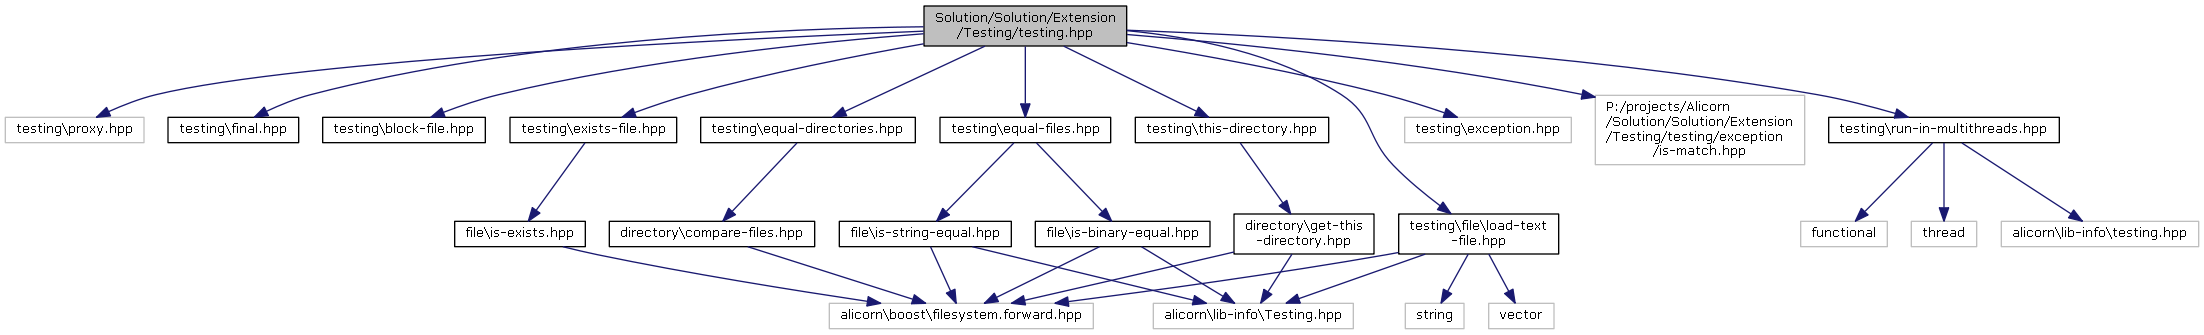 Solution/Solution/Extension
/Testing/testing.hpp
testing\proxy.hpp
testing\final.hpp
testing\block-file.hpp
testing\exists-file.hpp
testing\equal-directories.hpp
testing\equal-files.hpp
testing\this-directory.hpp
testing\exception.hpp
P:/projects/Alicorn
/Solution/Solution/Extension
/Testing/testing/exception
/is-match.hpp
testing\run-in-multithreads.hpp
file\is-exists.hpp
directory\compare-files.hpp
file\is-string-equal.hpp
file\is-binary-equal.hpp
directory\get-this
-directory.hpp
testing\file\load-text
-file.hpp
functional
thread
alicorn\lib-info\testing.hpp
alicorn\boost\filesystem.forward.hpp
alicorn\lib-info\Testing.hpp
string
vector